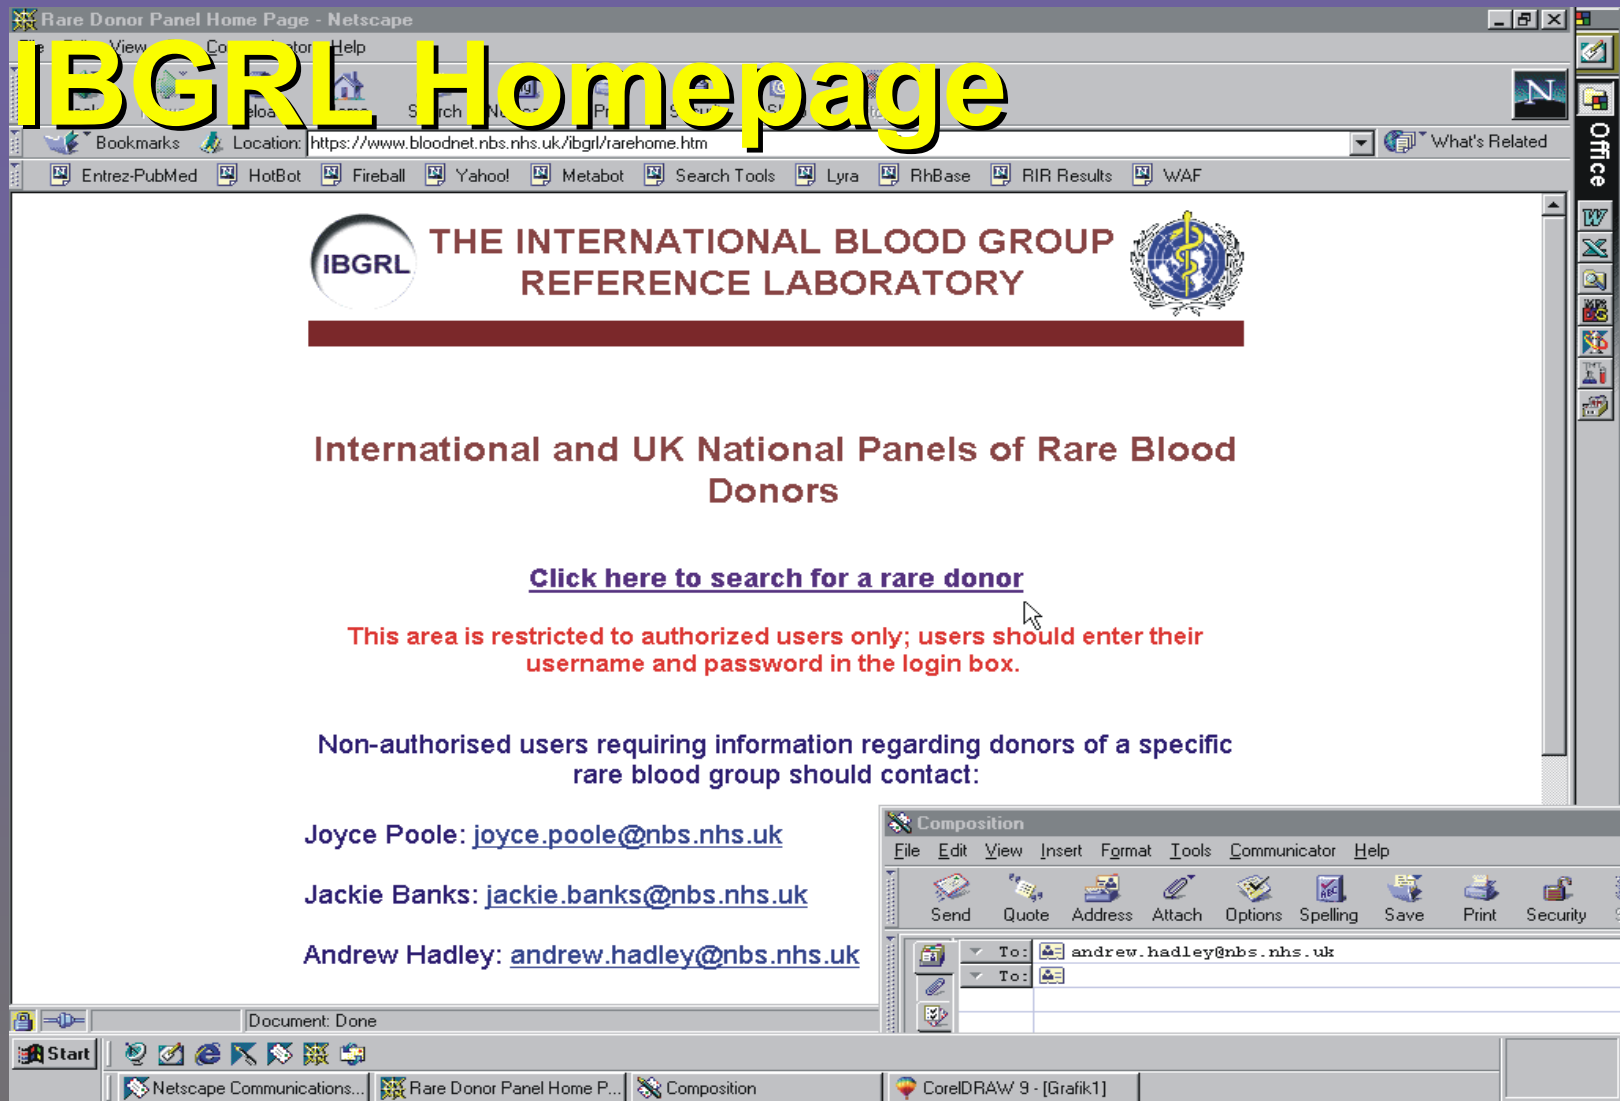 Rare Donor Panel Home Page - Netscape
View Help
IBGRL Homepage
Bookmarks Location: https://www.bloodnet.nbs.nhs.uk/ibgrl/rarehome.htm What's Related
Entrez-PubMed HotBot Fireball Yahoo! Metabot Search Tools Lyra RhBase RIR Results WAF
Office
IBGRL
THE INTERNATIONAL BLOOD GROUP
REFERENCE LABORATORY
International and UK National Panels of Rare Blood
Donors
Click here to search for a rare donor
This area is restricted to authorized users only; users should enter their
username and password in the login box.
Non-authorised users requiring information regarding donors of a specific
rare blood group should contact:
Joyce Poole: joyce.poole@nbs.nhs.uk
Jackie Banks: jackie.banks@nbs.nhs.uk
Andrew Hadley: andrew.hadley@nbs.nhs.uk
Composition
File Edit View Insert Format Tools Communicator Help
Send Quote Address Attach Options Spelling Save Print Security
To: andrew.hadley@nbs.nhs.uk
To:
Document: Done
Start
Netscape Communications... Rare Donor Panel Home P... Composition CorelDRAW 9 - [Grafik1]